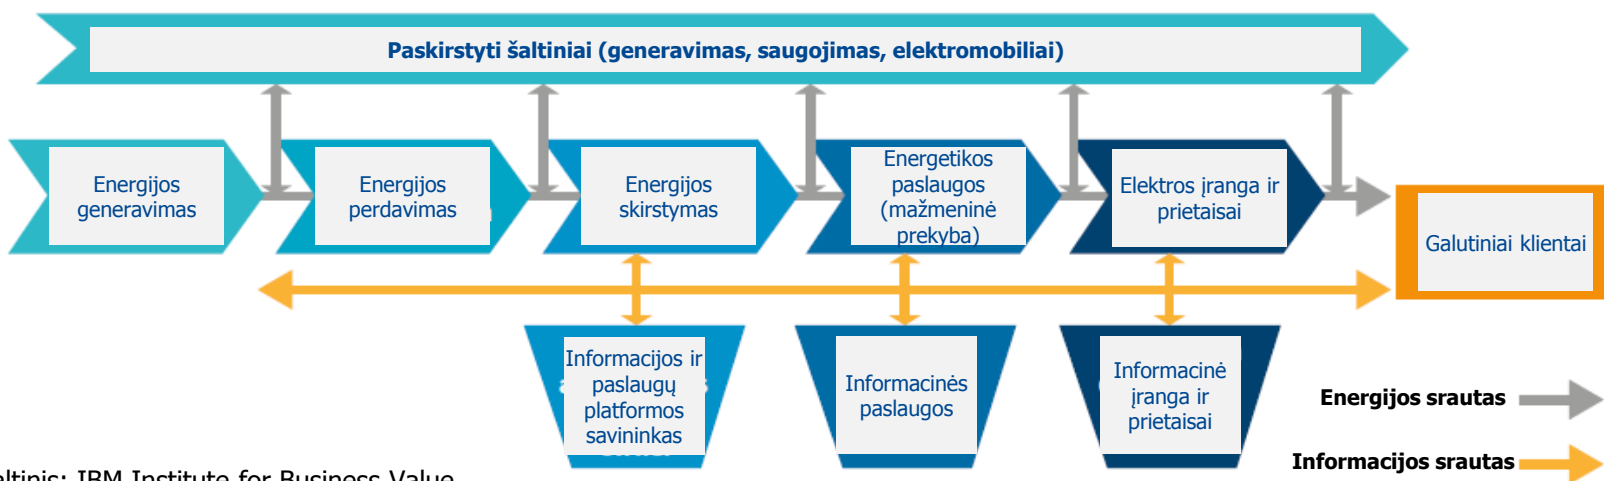 Paskirstyti šaltiniai (generavimas, saugojimas, elektromobiliai)
Energijos
generavimas
Energijos
perdavimas
Energijos
skirstymas
Energetikos
paslaugos
(mažmeninė
prekyba)
Elektros įranga ir
prietaisai
Galutiniai klientai
Informacijos ir
paslaugų
platformos
savininkas
Informacinės
paslaugos
Informacinė
įranga ir
prietaisai
Energijos srautas
Informacijos srautas
altinis: IBM Institute for Business Value